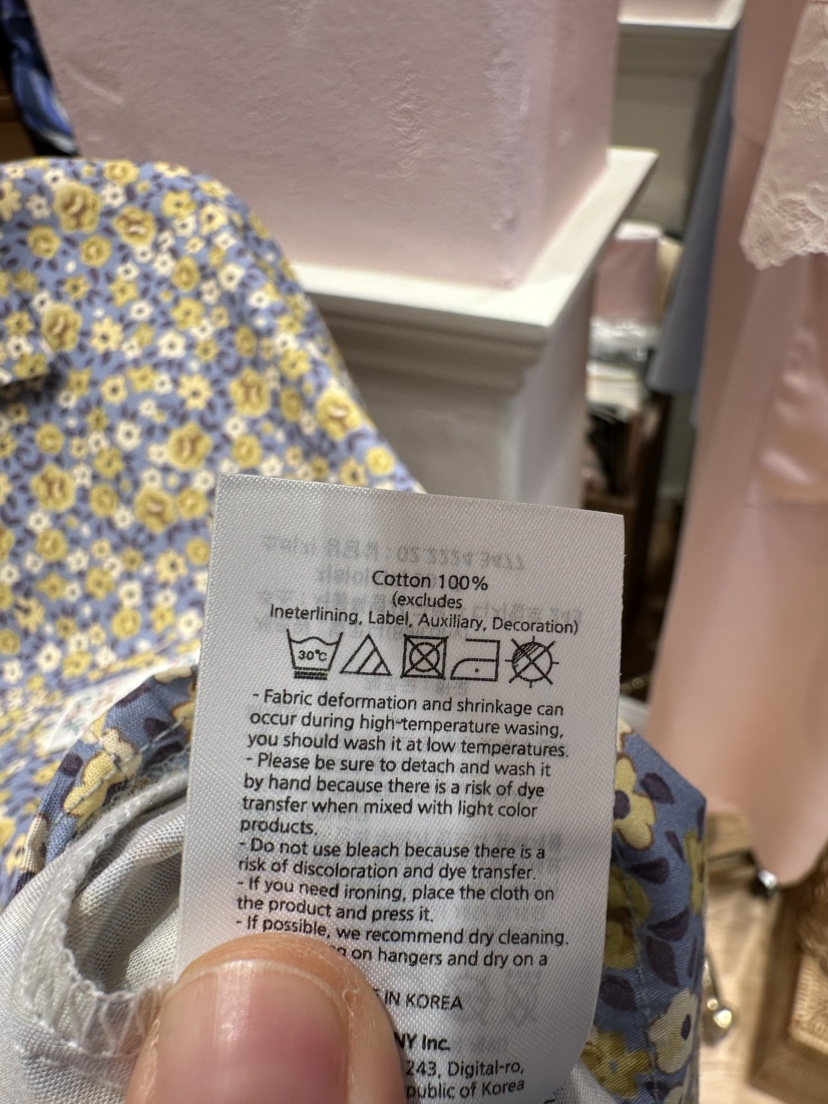 Cotton 100%
(excludes
Ineterlining, Label, Auxiliary, Decoration)
30°C
- Fabric deformation and shrinkage can
occur during high-temperature wasing,
you should wash it at low temperatures.
- Please be sure to detach and wash it
by hand because there is a risk of dye
transfer when mixed with light color
products.
- Do not use bleach because there is a
risk of discoloration and dye transfer.
- If you need ironing, place the cloth on
the product and press it.
- If possible, we recommend dry cleaning.
on hangers and dry on a
IN KOREA
Inc.
243, Digital-ro,
of Korea